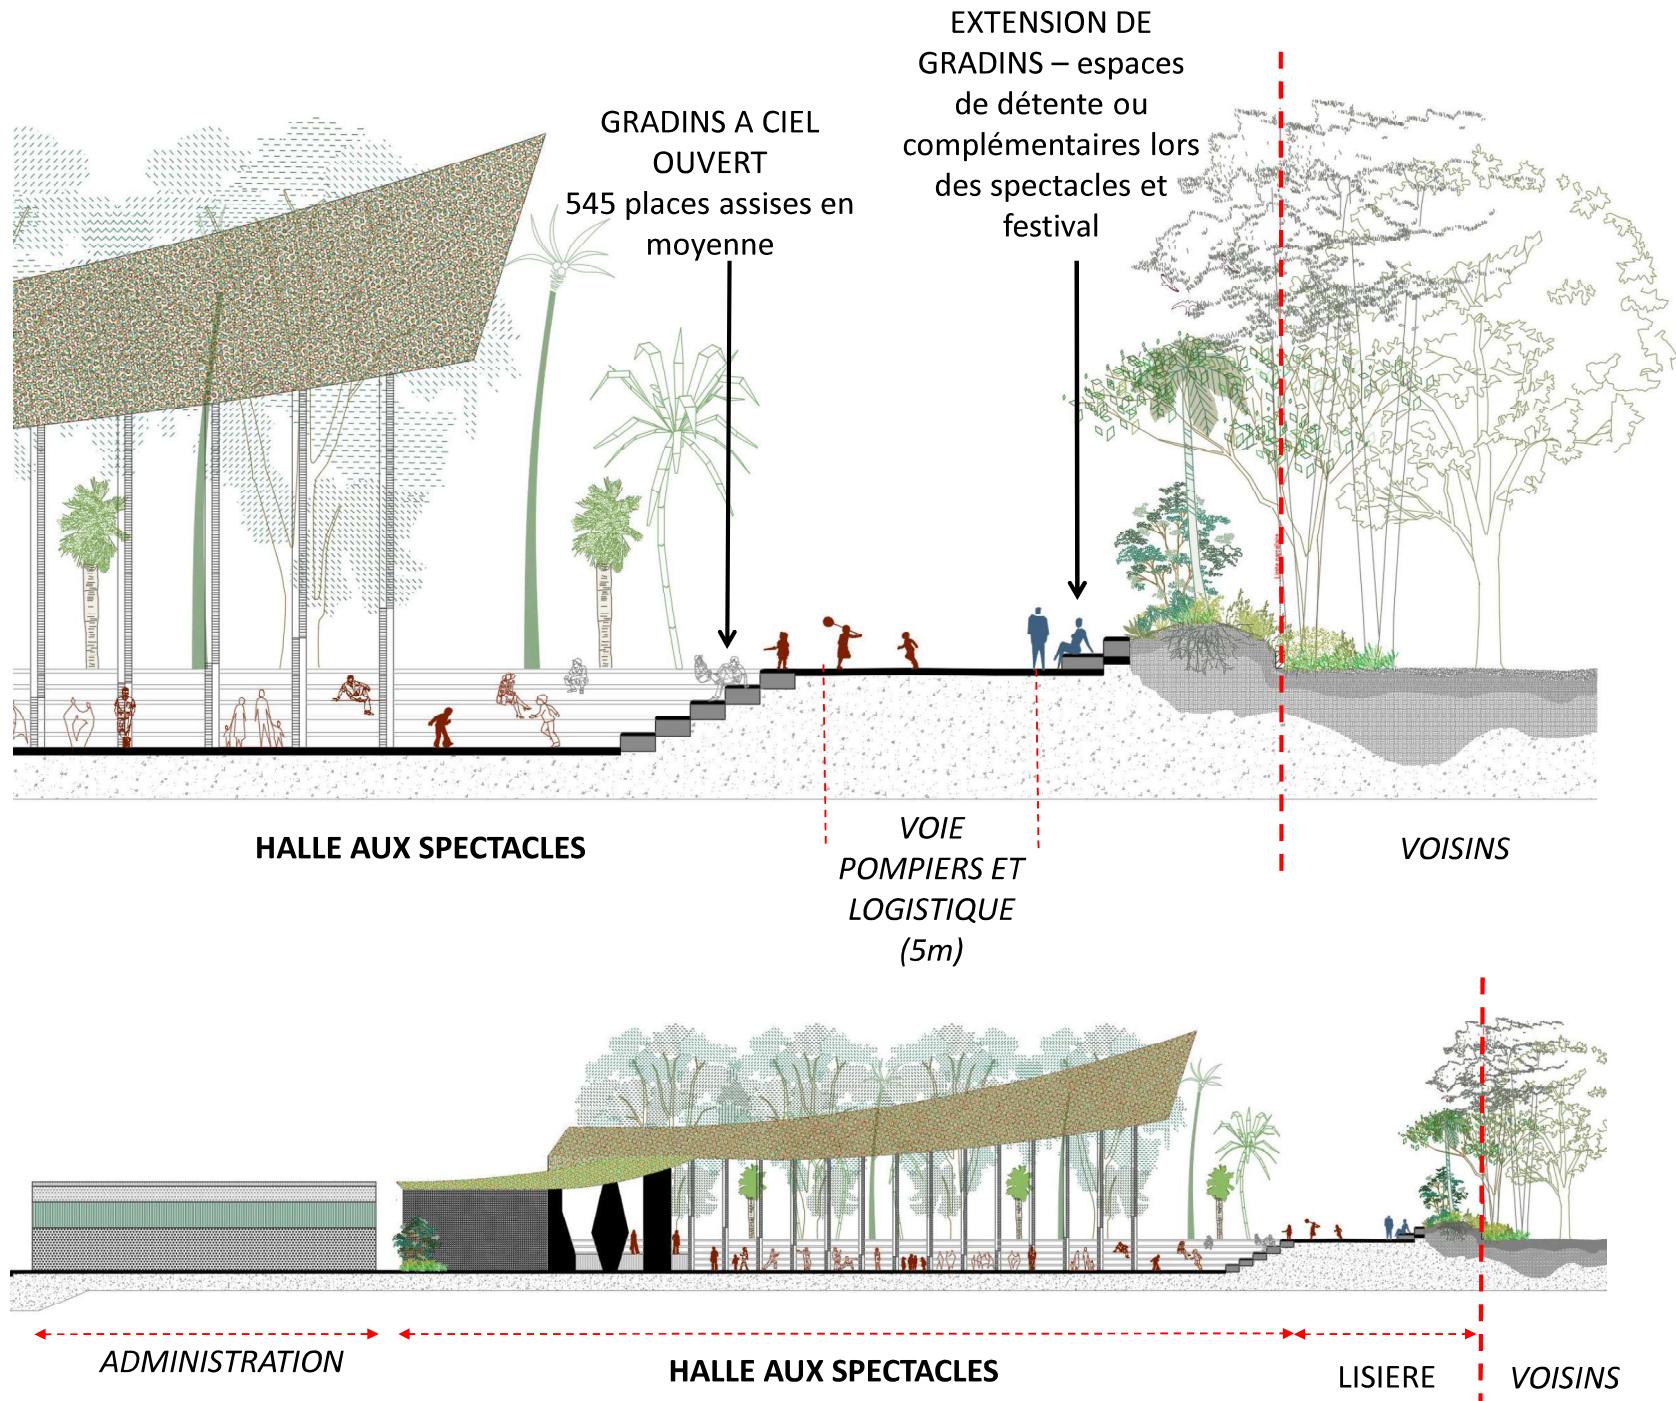 EXTENSION DE
GRADINS – espaces
de détente ou
complémentaires lors
des spectacles et
festival
GRADINS A CIEL
OUVERT
545 places assises en
moyenne
HALLE AUX SPECTACLES
VOIE
POMPIERS ET
LOGISTIQUE
(5m)
VOISINS
ADMINISTRATION
HALLE AUX SPECTACLES
LISIERE
VOISINS